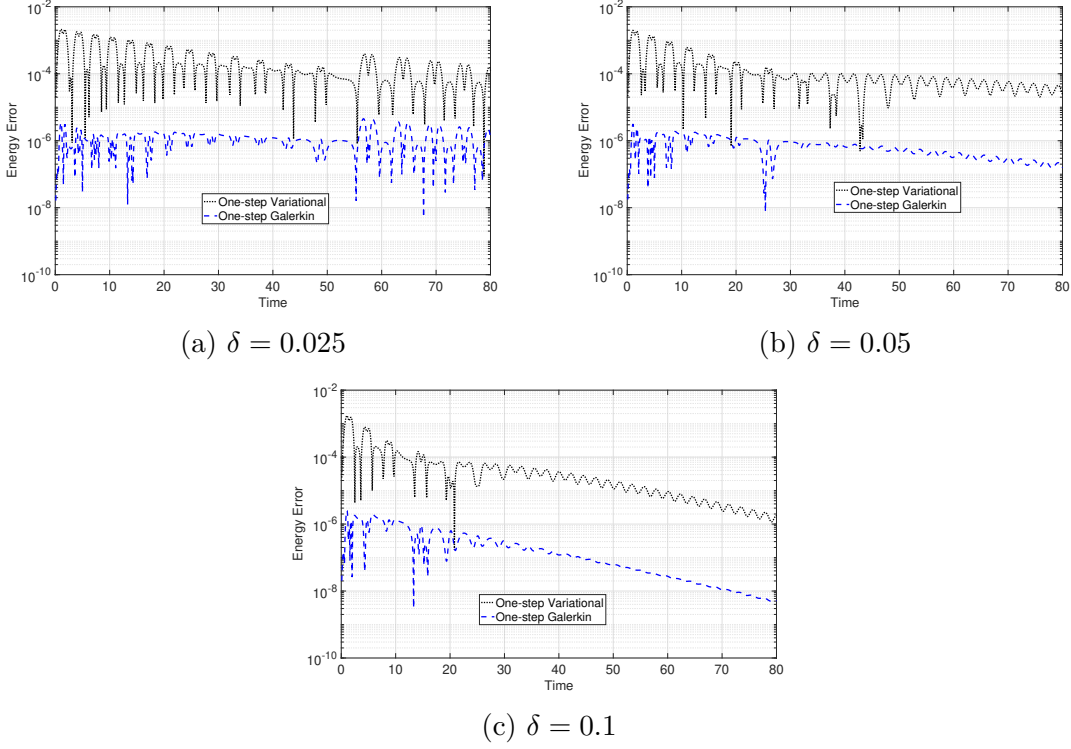 10^-2
10^-4
10^-6
10^-8
10^-10
Energy Error
One-step Variational
One-step Galerkin
0 10 20 30 40 50 60 70 80
Time
(a) δ = 0.025
10^-2
10^-4
10^-6
10^-8
10^-10
Energy Error
One-step Variational
One-step Galerkin
0 10 20 30 40 50 60 70 80
Time
(b) δ = 0.05
10^-2
10^-4
10^-6
10^-8
10^-10
Energy Error
One-step Variational
One-step Galerkin
0 10 20 30 40 50 60 70 80
Time
(c) δ = 0.1